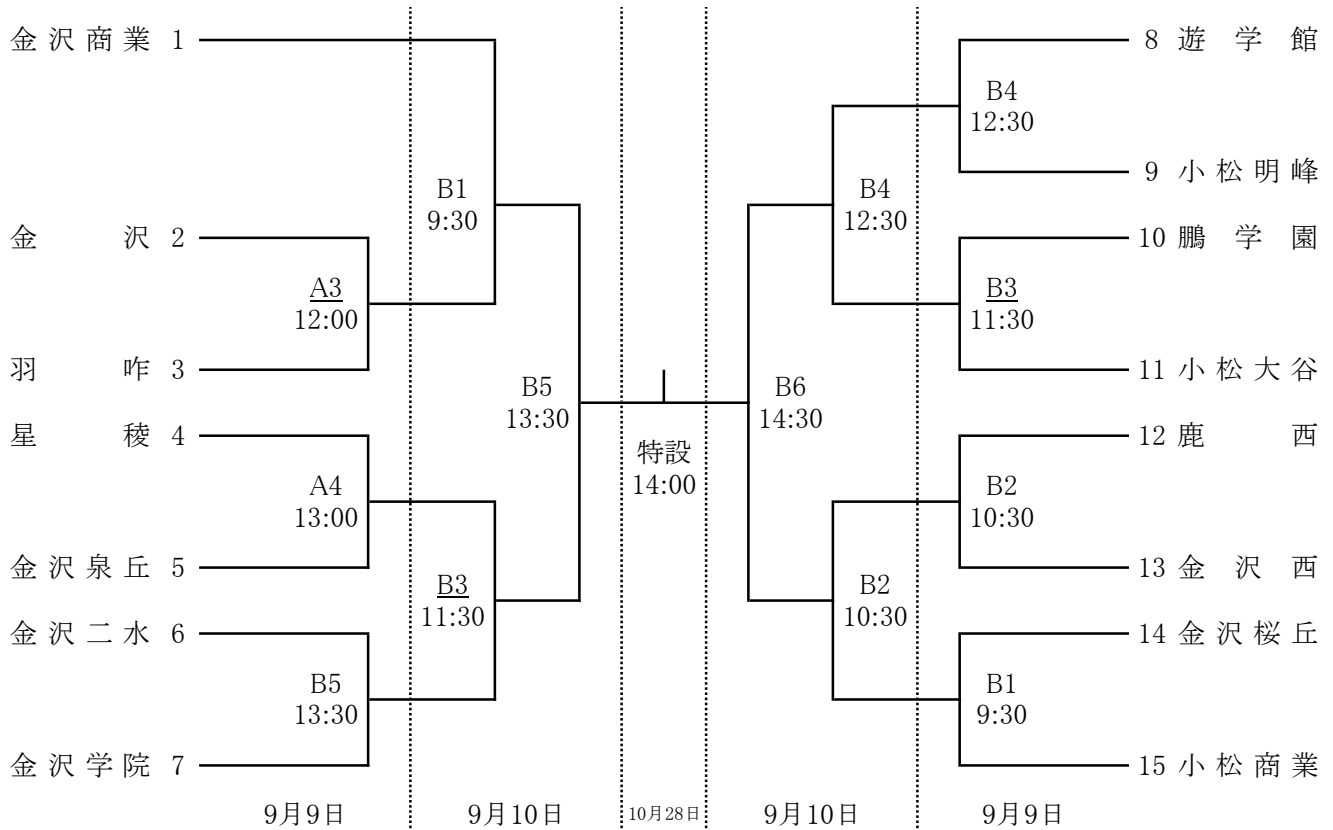 金沢商業 1
金沢 2
羽咋 3
星稜 4
金沢泉丘 5
金沢二水 6
金沢学院 7
A3
12:00
A4
13:00
B5
13:30
B1
9:30
B3
11:30
B5
13:30
特設
14:00
B6
14:30
B4
12:30
B2
10:30
B4
12:30
B3
11:30
B2
10:30
B1
9:30
8 遊学館
9 小松明峰
10 鵬学園
11 小松大谷
12 鹿西
13 金沢西
14 金沢桜丘
15 小松商業
9月9日
9月10日
10月28日
9月10日
9月9日